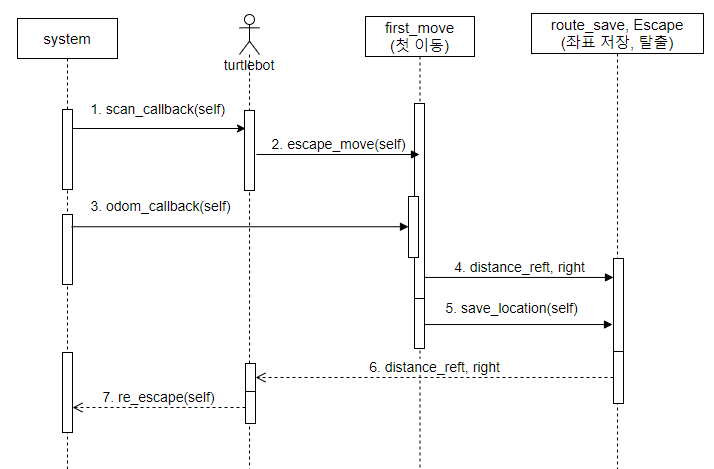 system
turtlebot
first_move
(첫 이동)
route_save, Escape
(좌표 저장, 탈출)
1. scan_callback(self)
2. escape_move(self)
3. odom_callback(self)
4. distance_reft, right
5. save_location(self)
6. distance_reft, right
7. re_escape(self)